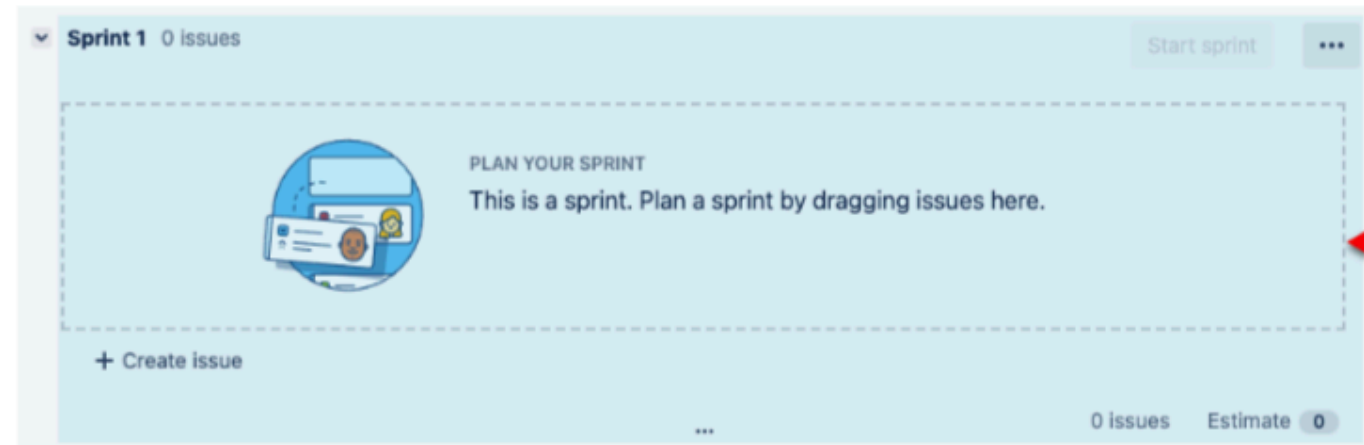 Sprint 1 0 issues
Start sprint •••
PLAN YOUR SPRINT
This is a sprint. Plan a sprint by dragging issues here.
+ Create issue
0 issues Estimate 0